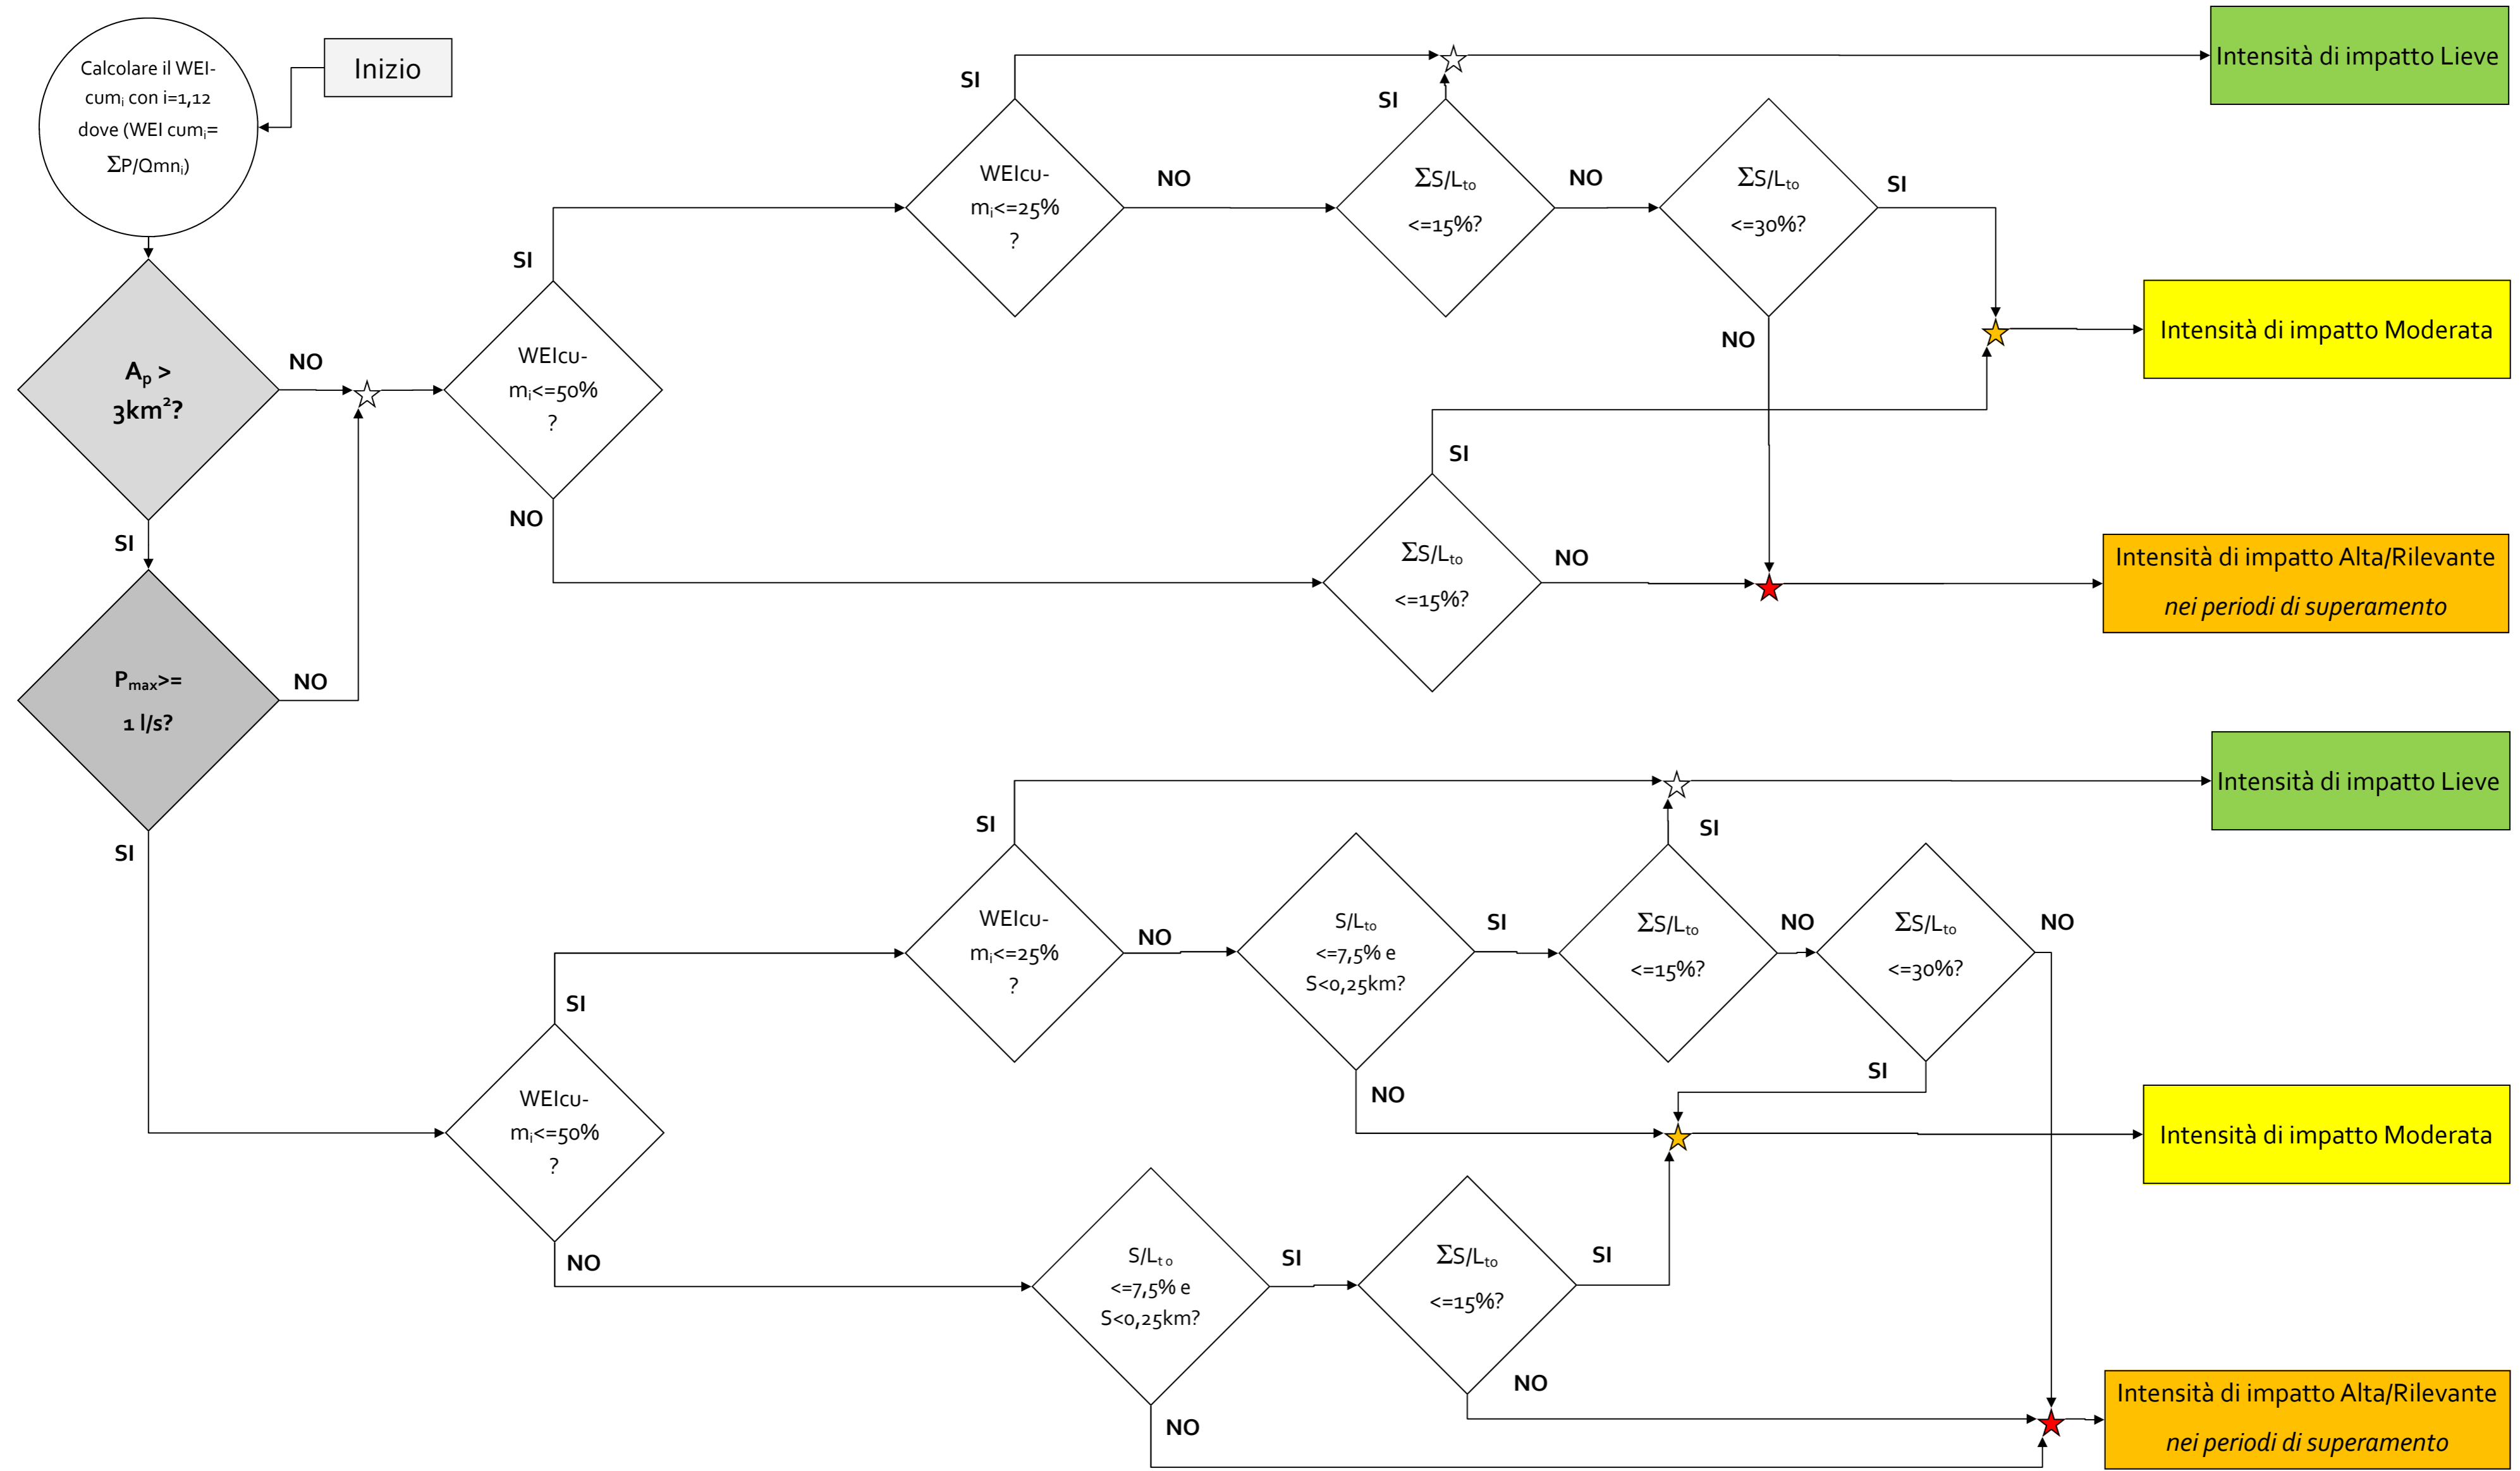 Calcolare il WEI-
cumi con i=1,12
dove (WEI cumi=
ΣP/Qmni)
Inizio
Ap >
3km²?
NO
SI
Pmax>=
1 l/s?
NO
SI
WEIcu-
mi<=50%
?
SI
NO
WEIcu-
mi<=25%
?
SI
NO
ΣS/Lto
<=15%?
SI
NO
ΣS/Lto
<=30%?
SI
NO
ΣS/Lto
<=15%?
SI
NO
Intensità di impatto Lieve
Intensità di impatto Moderata
Intensità di impatto Alta/Rilevante
nei periodi di superamento
WEIcu-
mi<=50%
?
SI
NO
WEIcu-
mi<=25%
?
SI
NO
S/Lto
<=7,5% e
S<0,25km?
SI
NO
ΣS/Lto
<=15%?
SI
NO
ΣS/Lto
<=30%?
NO
SI
S/Lto
<=7,5% e
S<0,25km?
SI
NO
ΣS/Lto
<=15%?
SI
NO
Intensità di impatto Lieve
Intensità di impatto Moderata
Intensità di impatto Alta/Rilevante
nei periodi di superamento